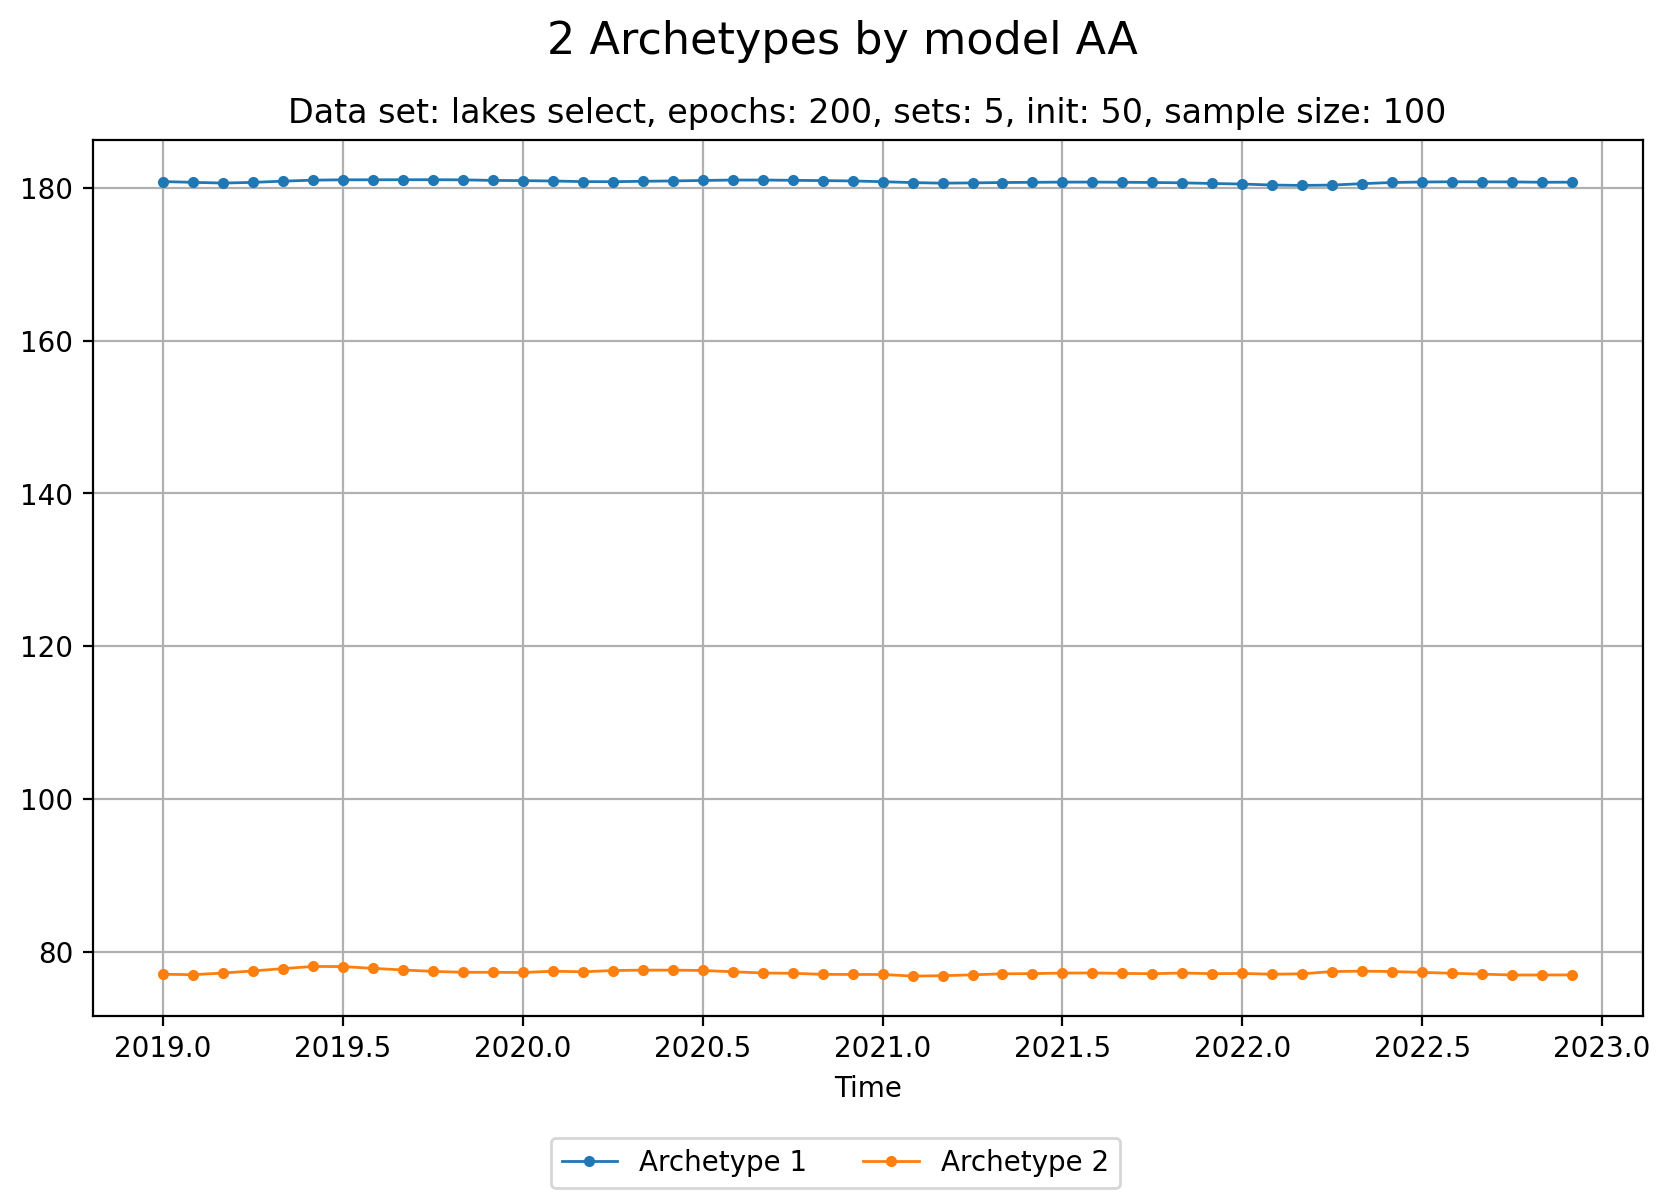 2 Archetypes by model AA
Data set: lakes select, epochs: 200, sets: 5, init: 50, sample size: 100
180
160
140
120
100
80
2019.0 2019.5 2020.0 2020.5 2021.0 2021.5 2022.0 2022.5 2023.0
Time
Archetype 1 Archetype 2